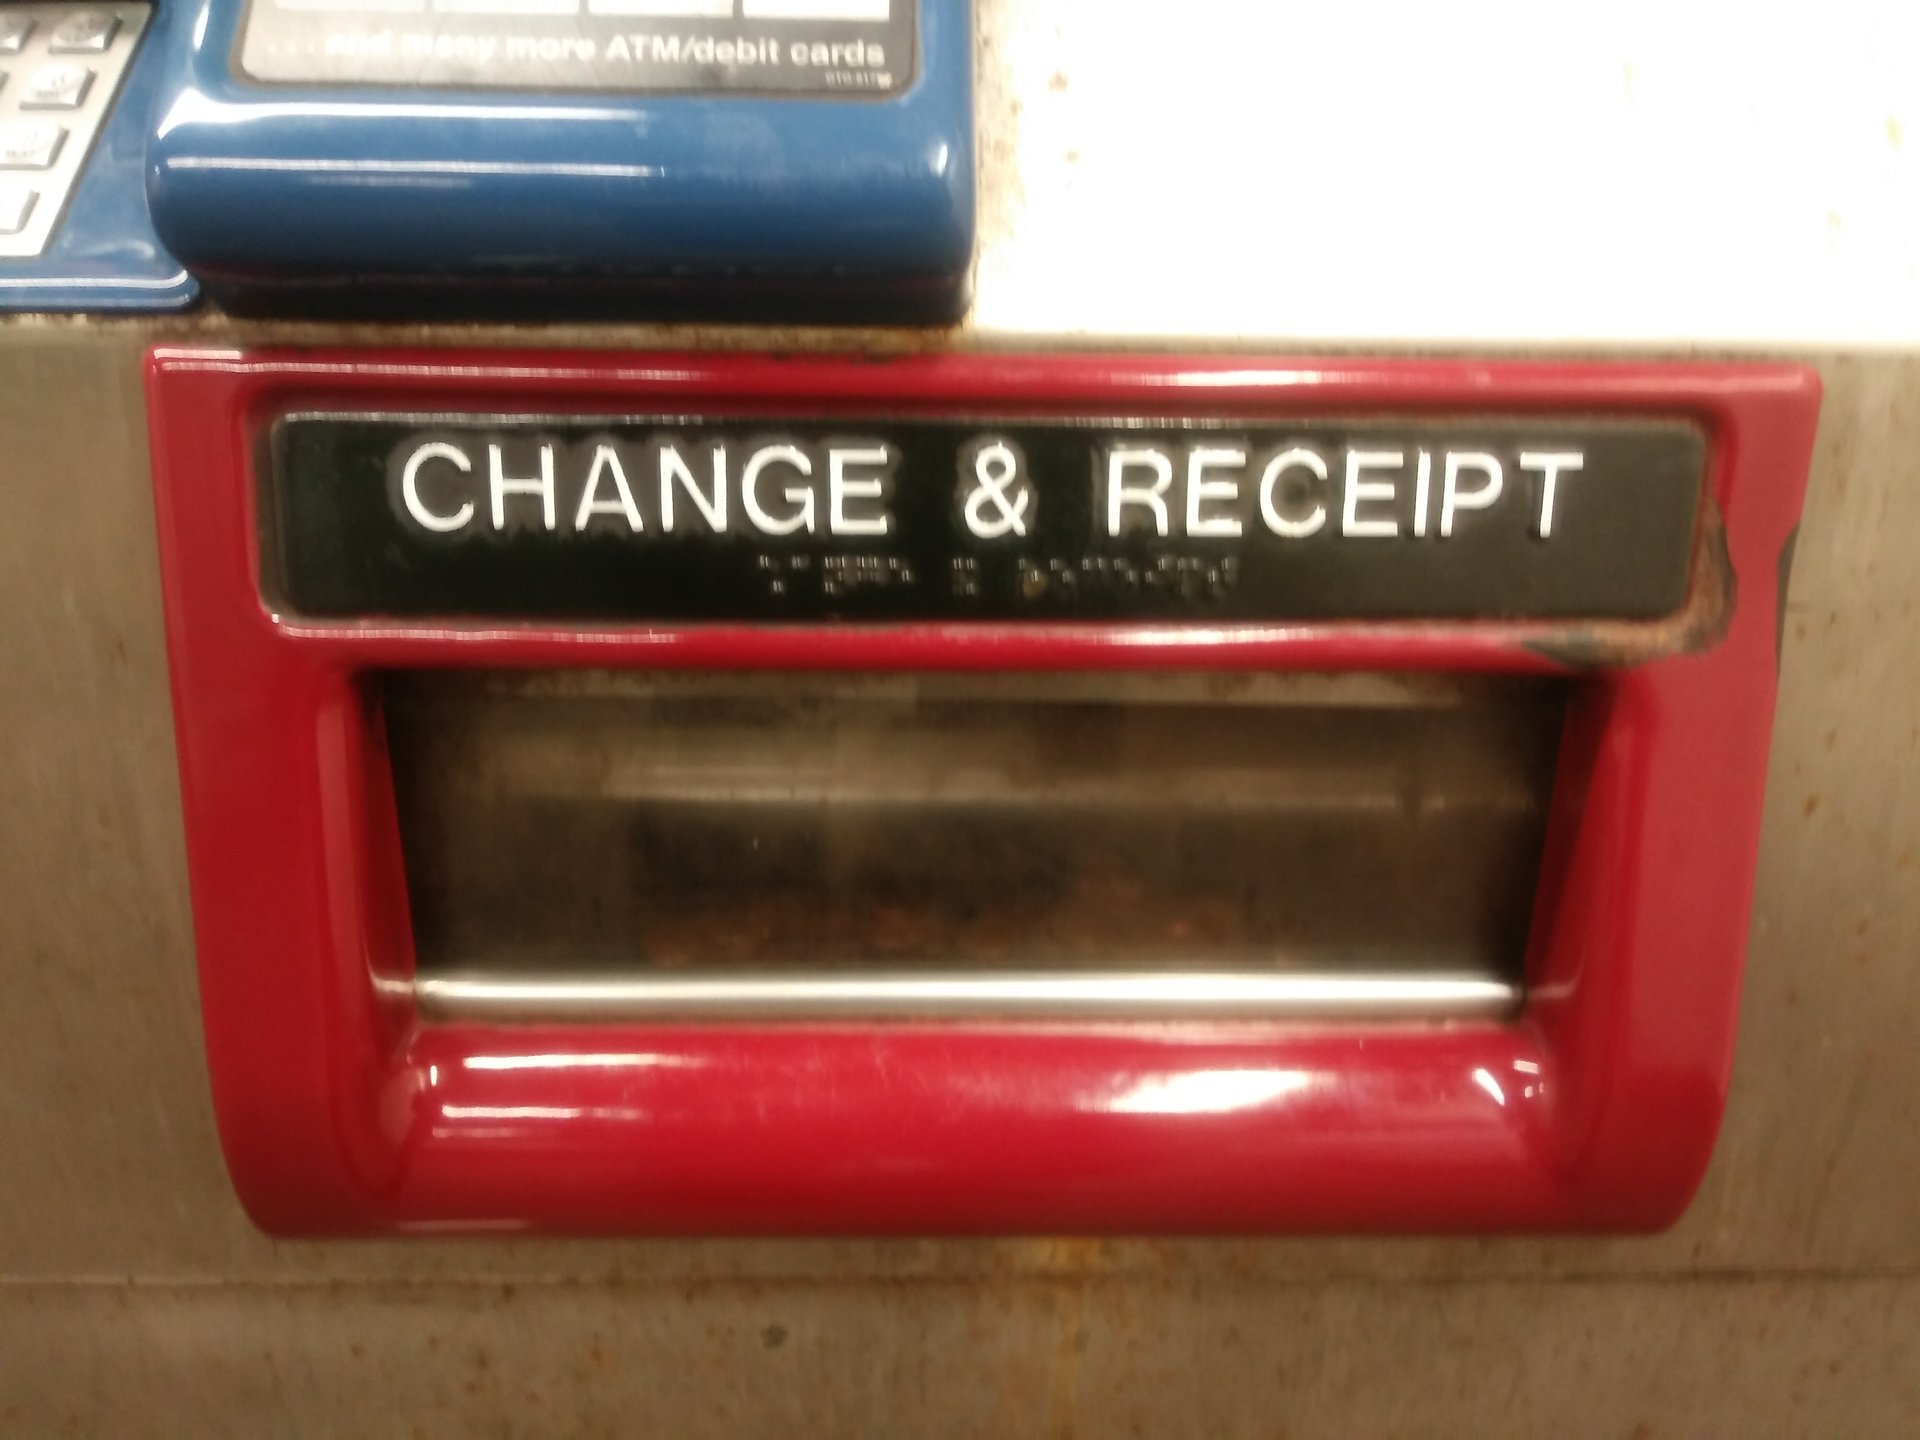 ...and many more ATM/debit cards
CHANGE & RECEIPT